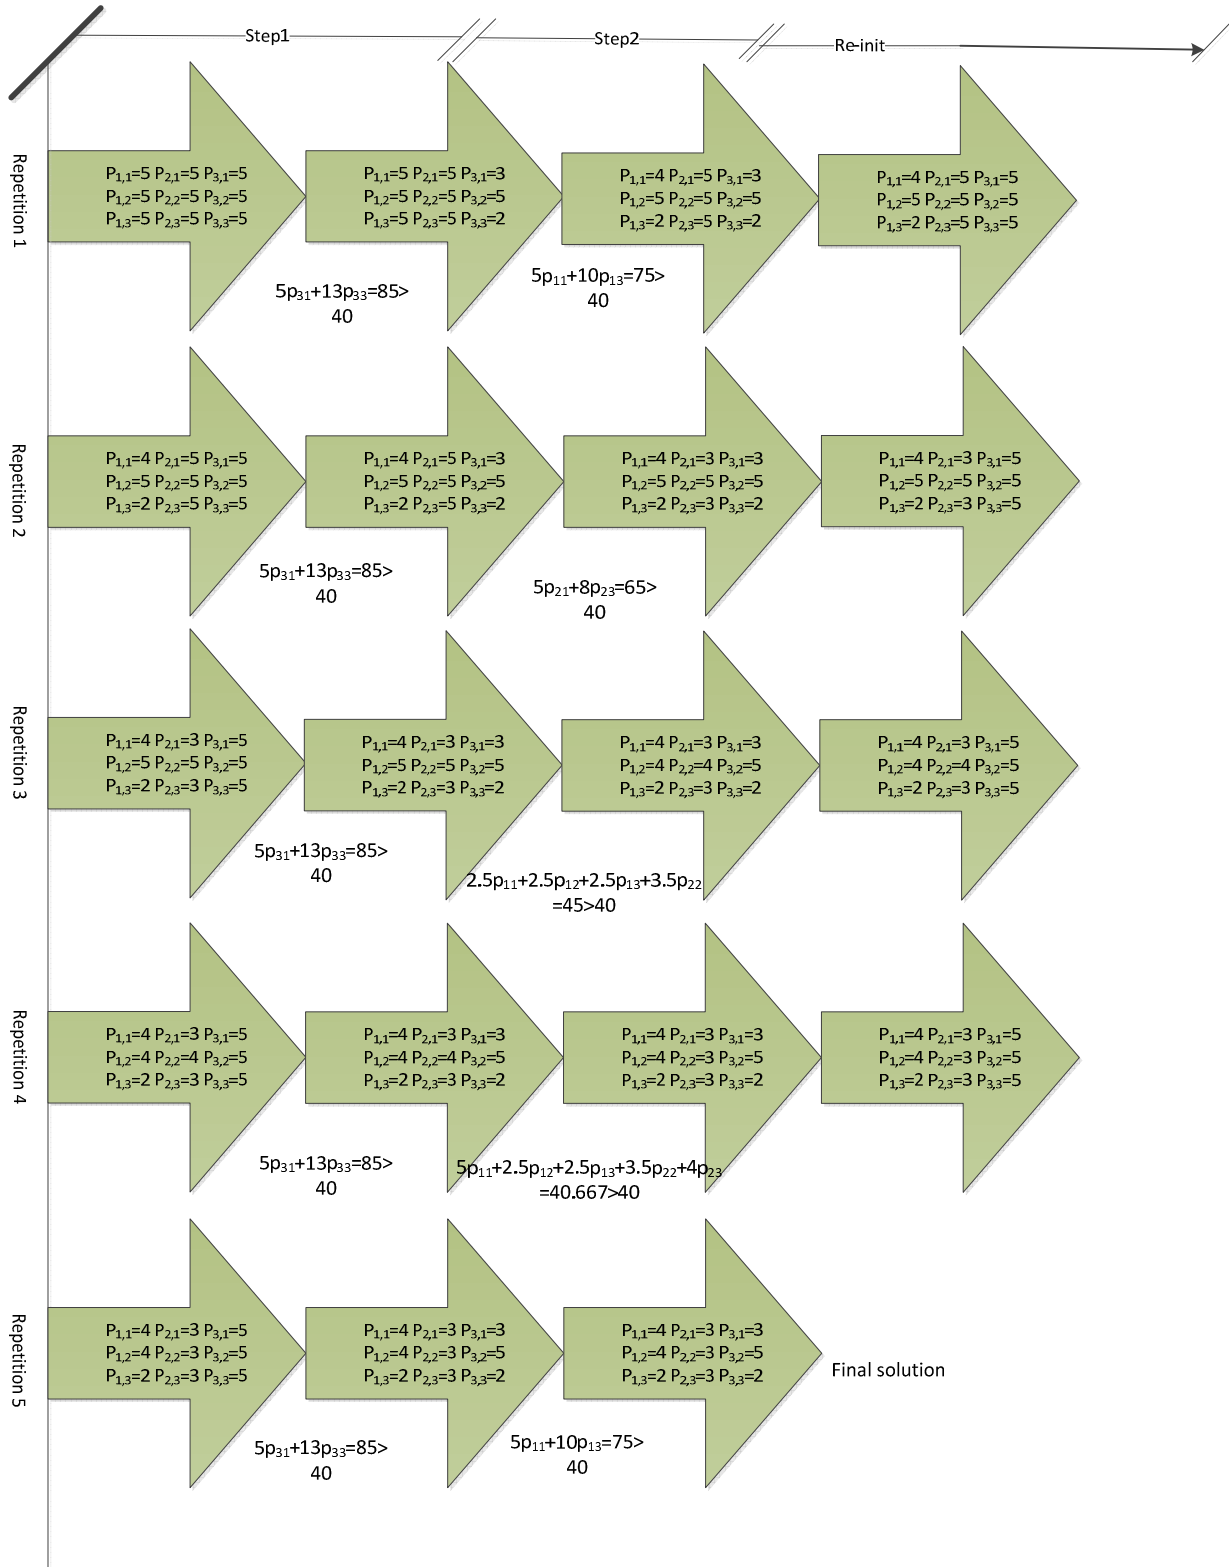 Step1
Step2
Re-init
Repetition 1
P1,1=5 P2,1=5 P3,1=5
P1,2=5 P2,2=5 P3,2=5
P1,3=5 P2,3=5 P3,3=5
P1,1=5 P2,1=5 P3,1=3
P1,2=5 P2,2=5 P3,2=5
P1,3=5 P2,3=5 P3,3=2
P1,1=4 P2,1=5 P3,1=3
P1,2=5 P2,2=5 P3,2=5
P1,3=2 P2,3=5 P3,3=2
P1,1=4 P2,1=5 P3,1=5
P1,2=5 P2,2=5 P3,2=5
P1,3=2 P2,3=5 P3,3=5
5p31+13p33=85>
40
5p11+10p13=75>
40
Repetition 2
P1,1=4 P2,1=5 P3,1=5
P1,2=5 P2,2=5 P3,2=5
P1,3=2 P2,3=5 P3,3=5
P1,1=4 P2,1=5 P3,1=3
P1,2=5 P2,2=5 P3,2=5
P1,3=2 P2,3=5 P3,3=2
P1,1=4 P2,1=3 P3,1=3
P1,2=5 P2,2=5 P3,2=5
P1,3=2 P2,3=3 P3,3=2
P1,1=4 P2,1=3 P3,1=5
P1,2=5 P2,2=5 P3,2=5
P1,3=2 P2,3=3 P3,3=5
5p31+13p33=85>
40
5p21+8p23=65>
40
Repetition 3
P1,1=4 P2,1=3 P3,1=5
P1,2=5 P2,2=5 P3,2=5
P1,3=2 P2,3=3 P3,3=5
P1,1=4 P2,1=3 P3,1=3
P1,2=5 P2,2=5 P3,2=5
P1,3=2 P2,3=3 P3,3=2
P1,1=4 P2,1=3 P3,1=3
P1,2=4 P2,2=4 P3,2=5
P1,3=2 P2,3=3 P3,3=2
P1,1=4 P2,1=3 P3,1=5
P1,2=4 P2,2=4 P3,2=5
P1,3=2 P2,3=3 P3,3=5
5p31+13p33=85>
40
2.5p11+2.5p12+2.5p13+3.5p22
=45>40
Repetition 4
P1,1=4 P2,1=3 P3,1=5
P1,2=4 P2,2=4 P3,2=5
P1,3=2 P2,3=3 P3,3=5
P1,1=4 P2,1=3 P3,1=3
P1,2=4 P2,2=4 P3,2=5
P1,3=2 P2,3=3 P3,3=2
P1,1=4 P2,1=3 P3,1=3
P1,2=4 P2,2=3 P3,2=5
P1,3=2 P2,3=3 P3,3=2
P1,1=4 P2,1=3 P3,1=5
P1,2=4 P2,2=3 P3,2=5
P1,3=2 P2,3=3 P3,3=5
5p31+13p33=85>
40
5p11+2.5p12+2.5p13+3.5p22+4p23
=40.667>40
Repetition 5
P1,1=4 P2,1=3 P3,1=5
P1,2=4 P2,2=3 P3,2=5
P1,3=2 P2,3=3 P3,3=5
P1,1=4 P2,1=3 P3,1=3
P1,2=4 P2,2=3 P3,2=5
P1,3=2 P2,3=3 P3,3=2
P1,1=4 P2,1=3 P3,1=3
P1,2=4 P2,2=3 P3,2=5
P1,3=2 P2,3=3 P3,3=2
Final solution
5p31+13p33=85>
40
5p11+10p13=75>
40